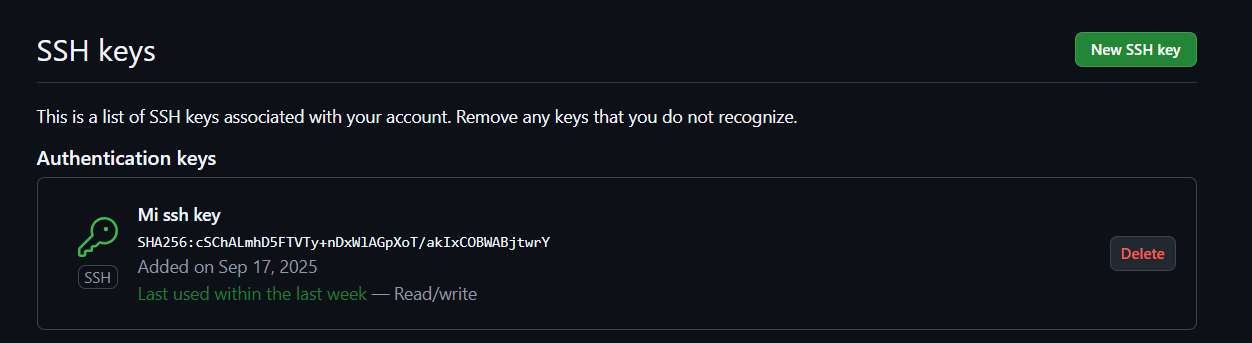 SSH keys
New SSH key
This is a list of SSH keys associated with your account. Remove any keys that you do not recognize.
Authentication keys
Mi ssh key
SHA256:cSChALmhD5FTVTy+nDxWlAGpXoT/akIxCOBWABjtwrY
Added on Sep 17, 2025
Last used within the last week — Read/write
SSH
Delete